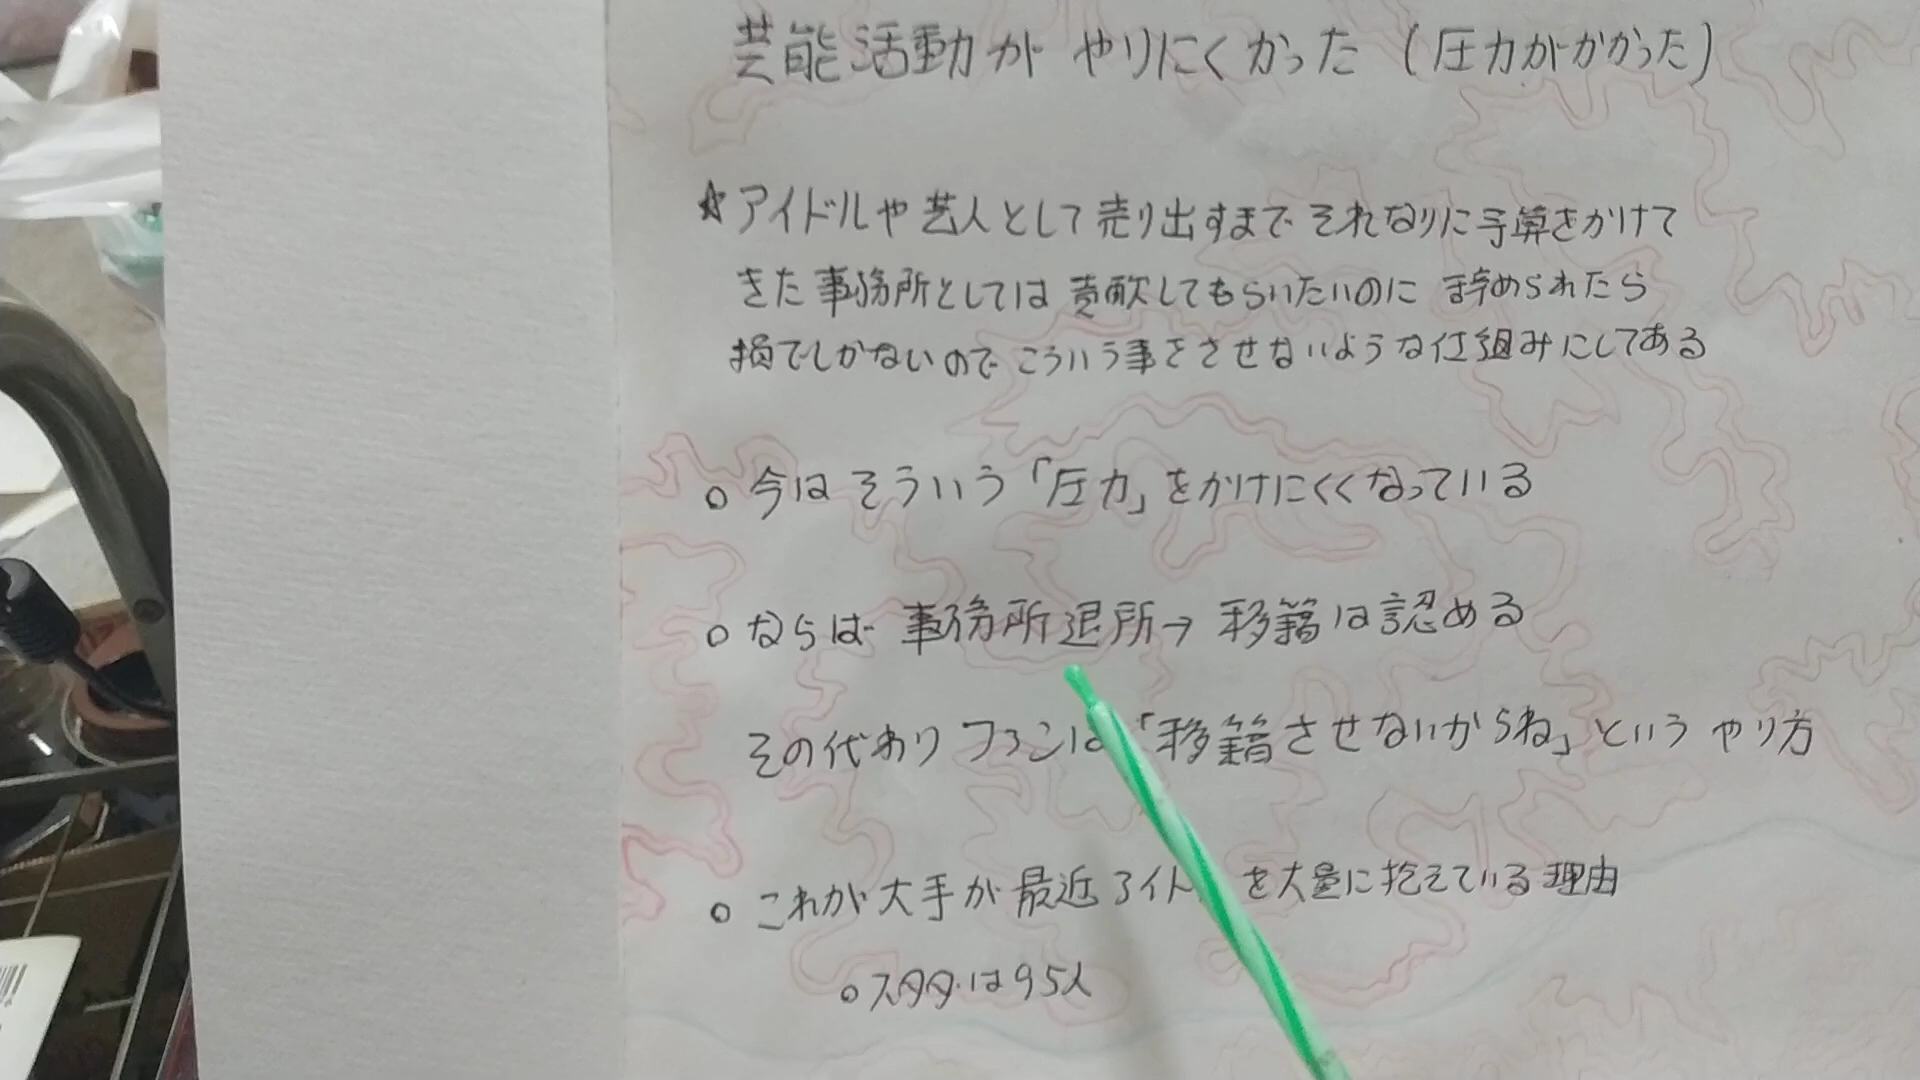 芸能活動が やりにくかった (圧力がかかった)
☆アイドルや芸人として売り出すまで それなりに予算をかけて
きた事務所としては 貢献してもらいたいのに 辞められたら
損でしかないので こういう事をさせないような仕組みにしてある
○今はそういう「圧力」をかけにくくなっている
○ならば 事務所退所→移籍は認める
その代わり ファンは「移籍させないからね」という やり方
○これが大手が最近アイド を大量に抱えている理由
○スタダは95人